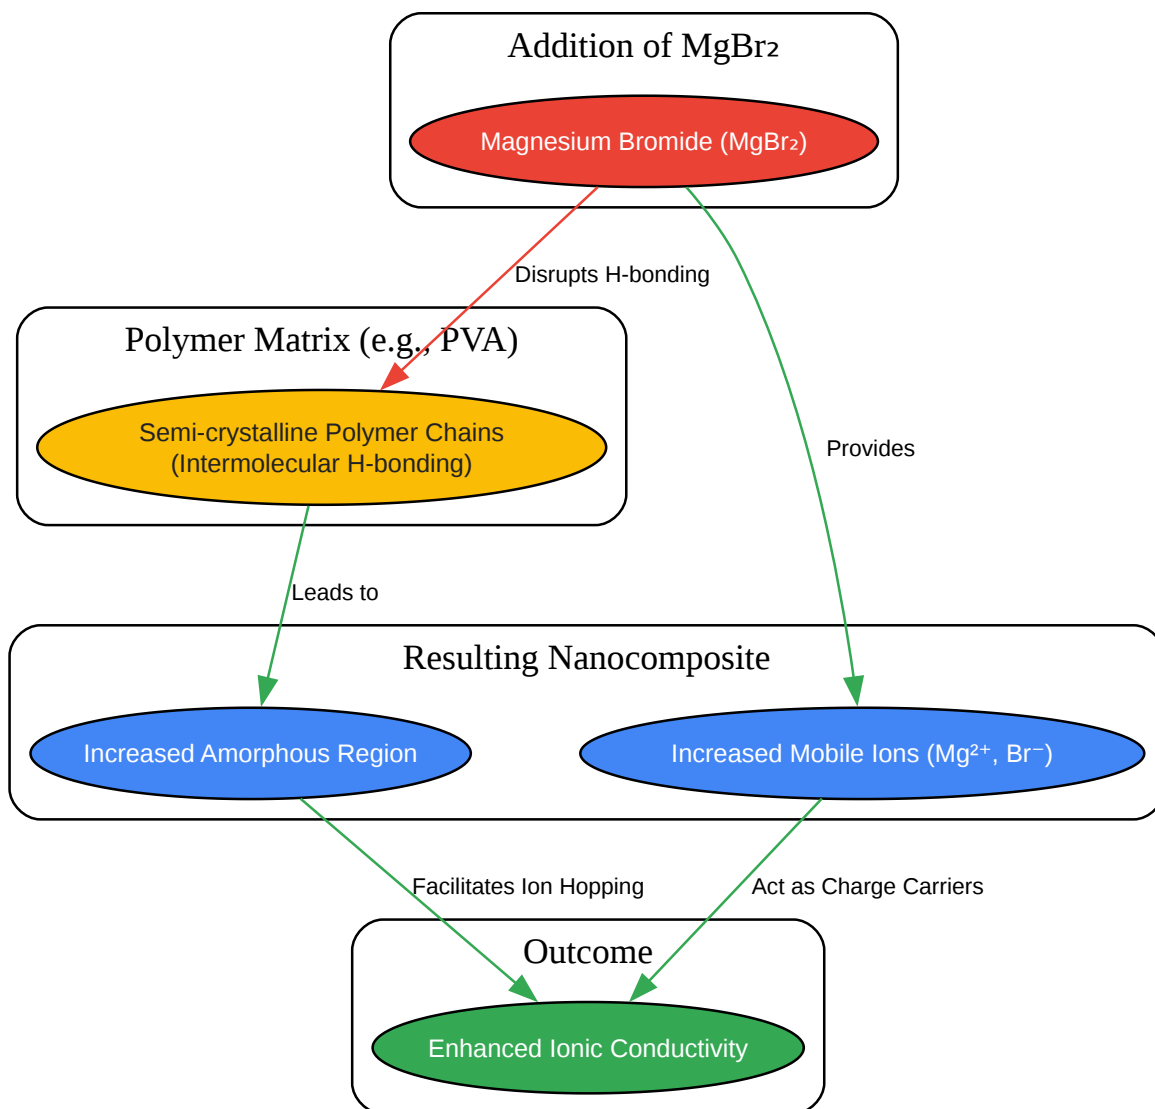 Addition of MgBr₂
Magnesium Bromide (MgBr₂)
Disrupts H-bonding
Polymer Matrix (e.g., PVA)
Semi-crystalline Polymer Chains
(Intermolecular H-bonding)
Provides
Leads to
Resulting Nanocomposite
Increased Amorphous Region
Increased Mobile Ions (Mg²⁺, Br⁻)
Facilitates Ion Hopping
Act as Charge Carriers
Outcome
Enhanced Ionic Conductivity